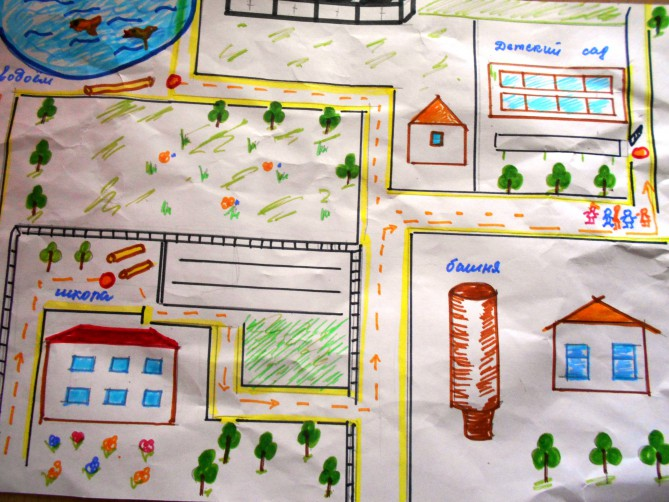 Детский сад
водоем
башня
школа